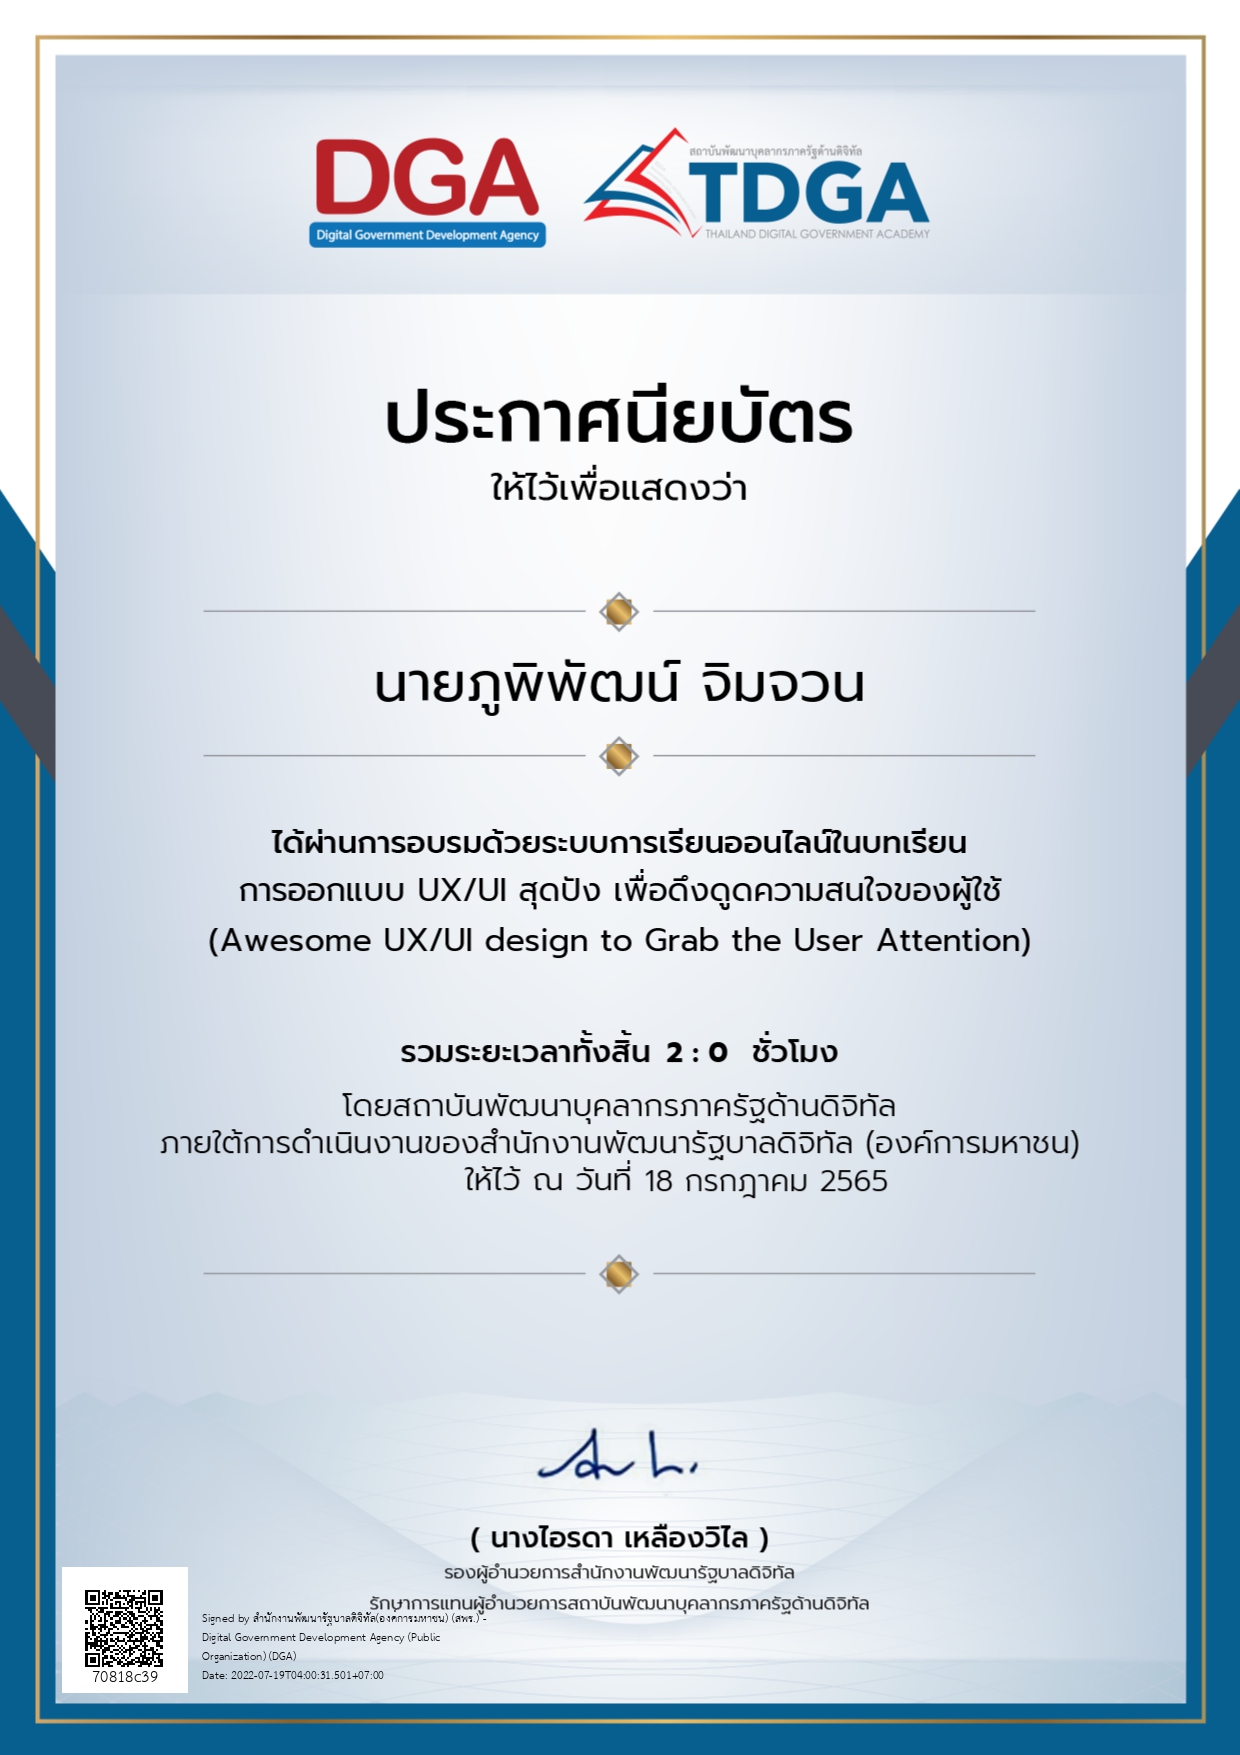 DGA
Digital Government Development Agency
สถาบันพัฒนาบุคลากรภาครัฐด้านดิจิทัล
TDGA
THAILAND DIGITAL GOVERNMENT ACADEMY
ประกาศนียบัตร
ให้ไว้เพื่อแสดงว่า
นายภูพิพัฒน์ จิมจวน
ได้ผ่านการอบรมด้วยระบบการเรียนออนไลน์ในบทเรียน
การออกแบบ UX/UI สุดปัง เพื่อดึงดูดความสนใจของผู้ใช้
(Awesome UX/UI design to Grab the User Attention)
รวมระยะเวลาทั้งสิ้น 2 : 0 ชั่วโมง
โดยสถาบันพัฒนาบุคลากรภาครัฐด้านดิจิทัล
ภายใต้การดำเนินงานของสำนักงานพัฒนารัฐบาลดิจิทัล (องค์การมหาชน)
ให้ไว้ ณ วันที่ 18 กรกฎาคม 2565
( นางไอรดา เหลืองวิไล )
รองผู้อำนวยการสำนักงานพัฒนารัฐบาลดิจิทัล
รักษาการแทนผู้อำนวยการสถาบันพัฒนาบุคลากรภาครัฐด้านดิจิทัล
Signed by สำนักงานพัฒนารัฐบาลดิจิทัล(องค์การมหาชน) (สพร.) -
Digital Government Development Agency (Public
Organization) (DGA)
Date: 2022-07-19T04:00:31.501+07:00
70818c39